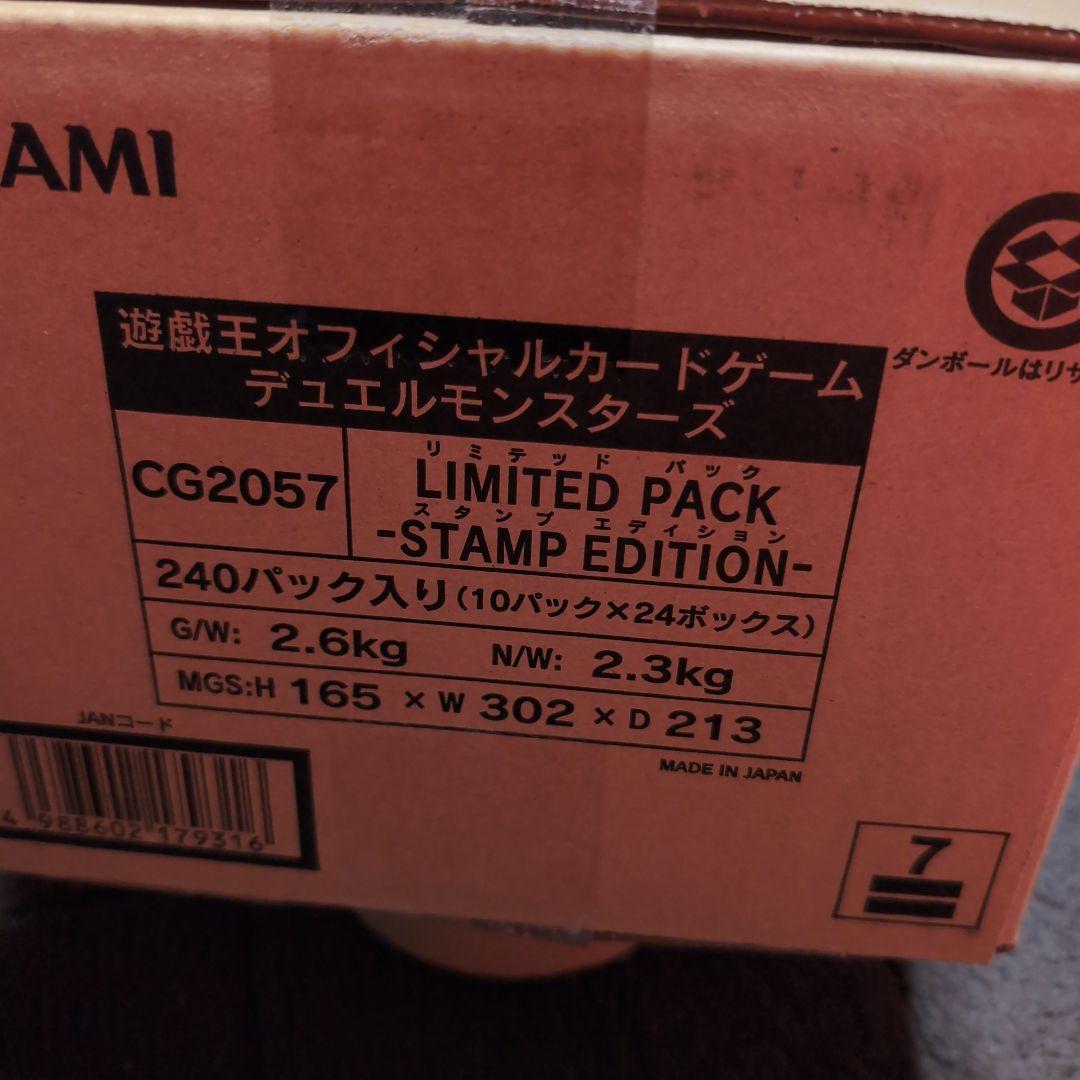 AMI
遊戯王オフィシャルカードゲーム
デュエルモンスターズ
ダンボールはリサ
CG2057
リミテッド パック
LIMITED PACK
スタンプ エディション
-STAMP EDITION-
240パック入り(10パック×24ボックス)
G/W: 2.6kg N/W: 2.3kg
MGS:H 165 × W 302 × D 213
MADE IN JAPAN
JANコード
4 988602 179316
7